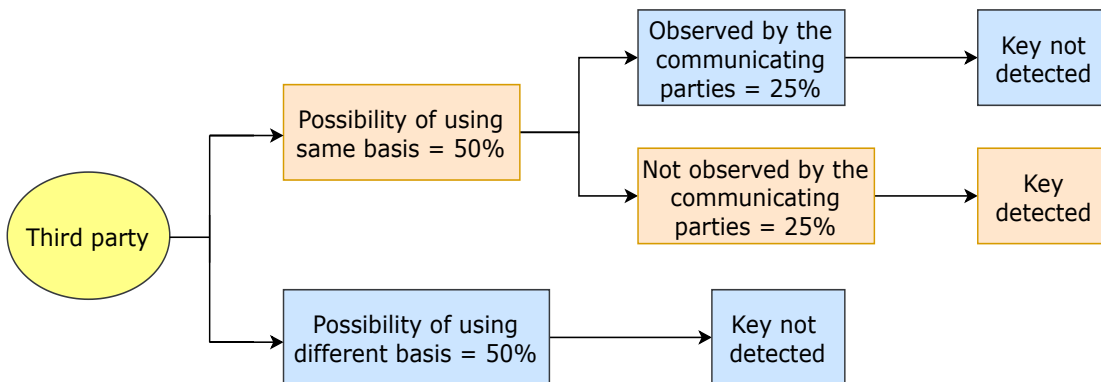 Third party
Possibility of using
same basis = 50%
Observed by the
communicating
parties = 25%
Key not
detected
Not observed by the
communicating
parties = 25%
Key
detected
Possibility of using
different basis = 50%
Key not
detected